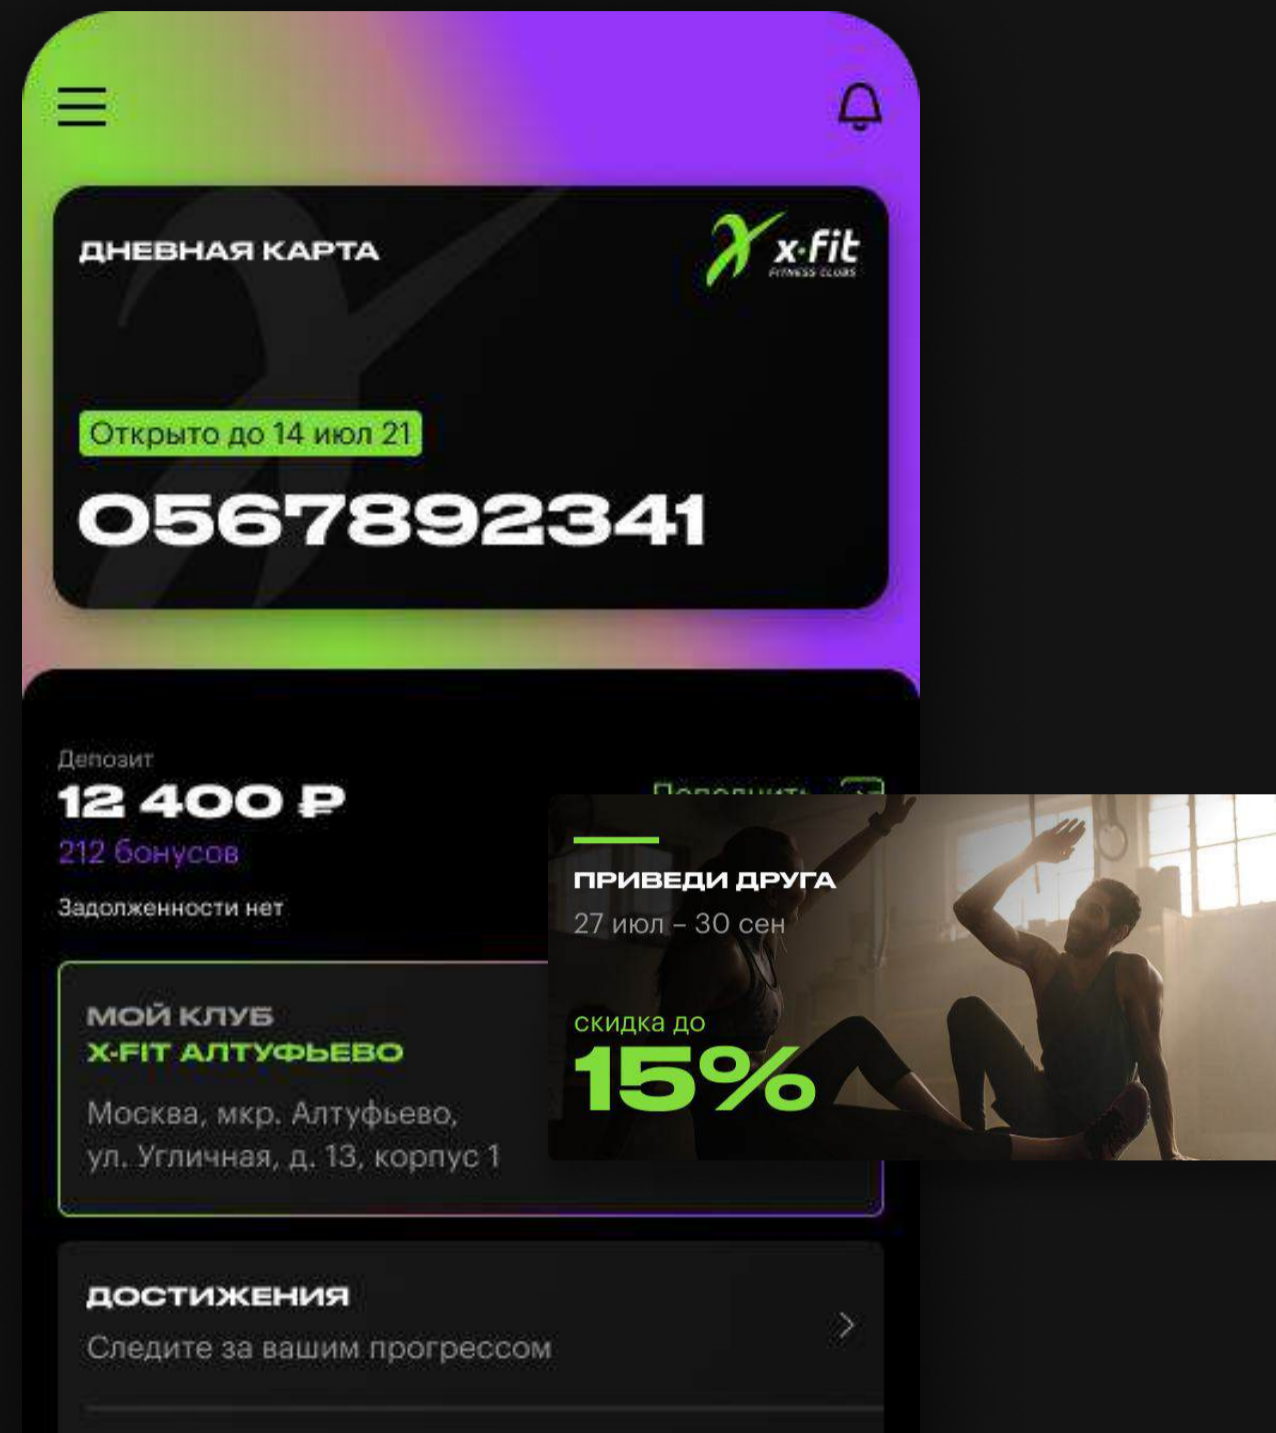 ДНЕВНАЯ КАРТА
x·fit
FITNESS CLUBS
Открыто до 14 июл 21
0567892341
Депозит
12 400 ₽
Пополнить
212 бонусов
Задолженности нет
ПРИВЕДИ ДРУГА
27 июл – 30 сен
скидка до
15%
МОЙ КЛУБ
X-FIT АЛТУФЬЕВО
Москва, мкр. Алтуфьево,
ул. Угличная, д. 13, корпус 1
ДОСТИЖЕНИЯ
Следите за вашим прогрессом